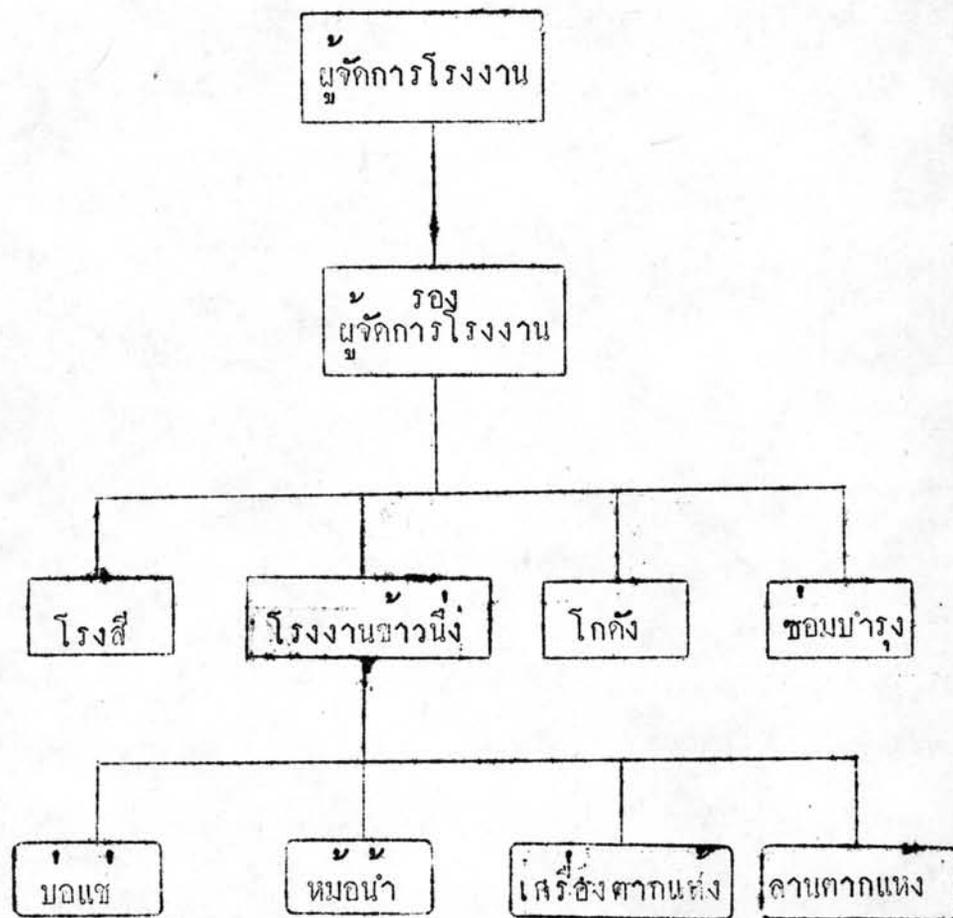 ผู้จัดการโรงงาน
รอง
ผู้จัดการโรงงาน
โรงสี
โรงงานข้าวนึ่ง
โกดัง
ซ่อมบำรุง
บ่อแช่
หม้อน้ำ
เครื่องตากแห้ง
ลานตากแห้ง